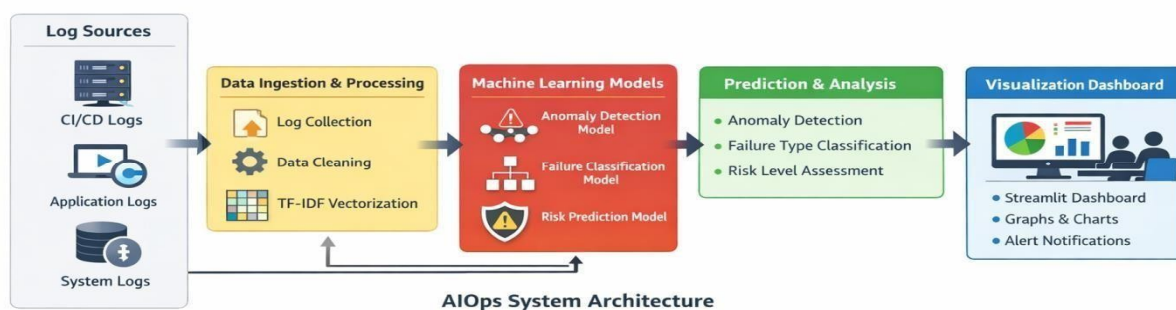 Log Sources
CI/CD Logs
Application Logs
System Logs
Data Ingestion & Processing
Log Collection
Data Cleaning
TF-IDF Vectorization
Machine Learning Models
Anomaly Detection
Model
Failure Classification
Model
Risk Prediction Model
Prediction & Analysis
• Anomaly Detection
• Failure Type Classification
• Risk Level Assessment
Visualization Dashboard
• Streamlit Dashboard
• Graphs & Charts
• Alert Notifications
AIOps System Architecture